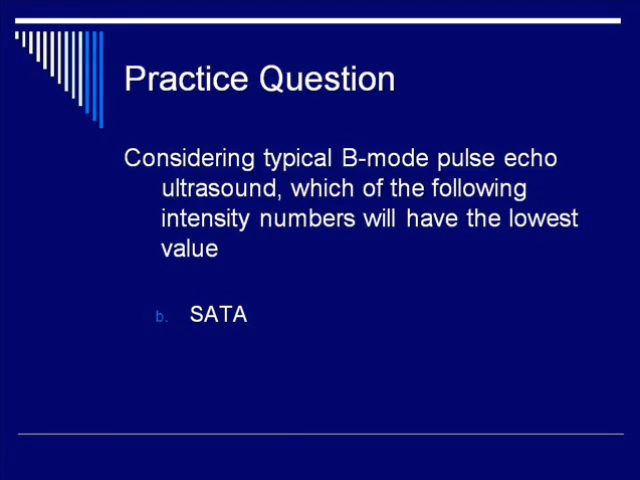 Practice Question
Considering typical B-mode pulse echo
ultrasound, which of the following
intensity numbers will have the lowest
value
b. SATA